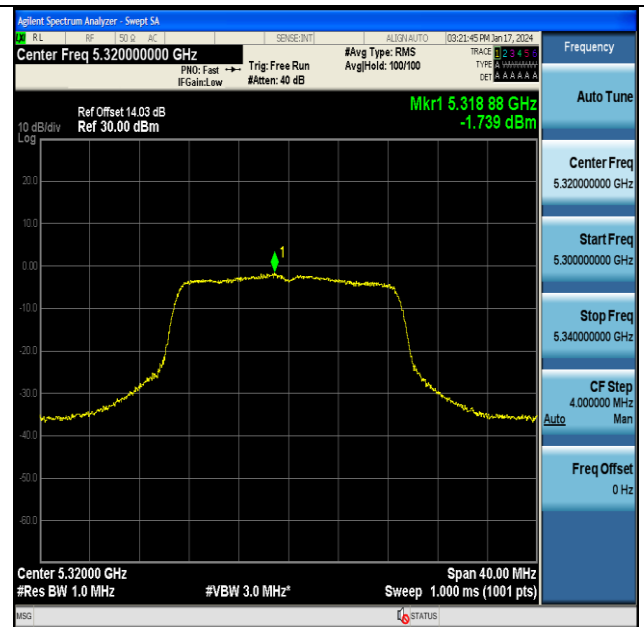 Agilent Spectrum Analyzer - Swept SA
LXI RL RF 50 Ω AC SENSE:INT ALIGN AUTO 03:21:45 PM Jan 17, 2024
Center Freq 5.320000000 GHz
#Avg Type: RMS
TRACE 1 2 3 4 5 6
PNO: Fast Trig: Free Run Avg|Hold: 100/100
TYPE A
IFGain:Low #Atten: 40 dB
DET A A A A A A
Mkr1 5.318 88 GHz
-1.739 dBm
Ref Offset 14.03 dB
10 dB/div Ref 30.00 dBm
Log
20.0
10.0
0.00
-10.0
-20.0
-30.0
-40.0
-50.0
-60.0
1
Center 5.32000 GHz Span 40.00 MHz
#Res BW 1.0 MHz #VBW 3.0 MHz* Sweep 1.000 ms (1001 pts)
MSG STATUS
Frequency
Auto Tune
Center Freq
5.320000000 GHz
Start Freq
5.300000000 GHz
Stop Freq
5.340000000 GHz
CF Step
4.000000 MHz
Auto Man
Freq Offset
0 Hz